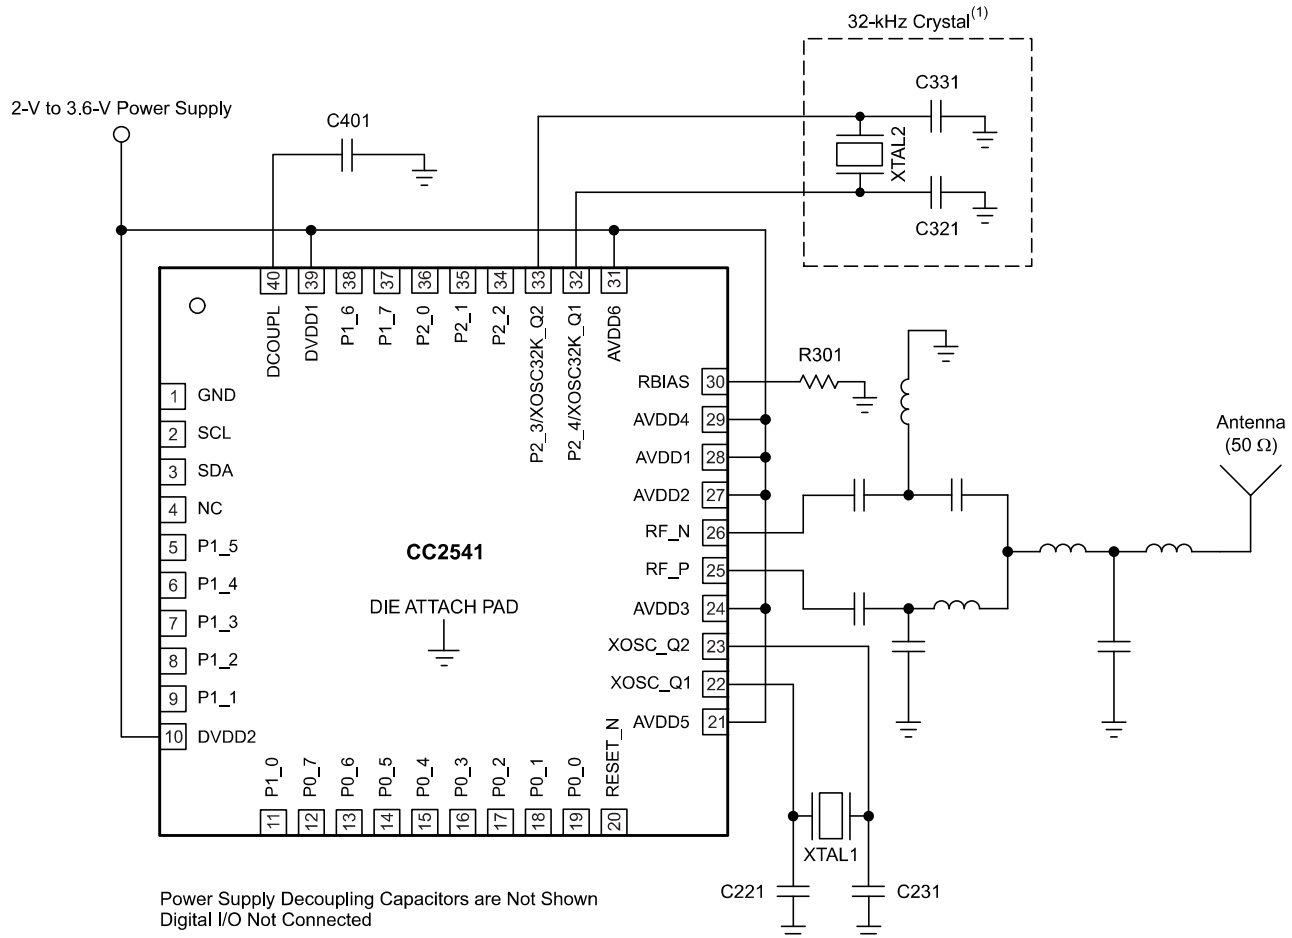 32-kHz Crystal(1)
2-V to 3.6-V Power Supply
C401
C331
XTAL2
C321
40
39
38
37
36
35
34
33
32
31
DCOUPL
DVDD1
P1_6
P1_7
P2_0
P2_1
P2_2
P2_3/XOSC32K_Q2
P2_4/XOSC32K_Q1
AVDD6
1 GND
2 SCL
3 SDA
4 NC
5 P1_5
6 P1_4
7 P1_3
8 P1_2
9 P1_1
10 DVDD2
CC2541
DIE ATTACH PAD
RBIAS 30
AVDD4 29
AVDD1 28
AVDD2 27
RF_N 26
RF_P 25
AVDD3 24
XOSC_Q2 23
XOSC_Q1 22
AVDD5 21
R301
Antenna
(50 Ω)
P1_0
P0_7
P0_6
P0_5
P0_4
P0_3
P0_2
P0_1
P0_0
RESET_N
11
12
13
14
15
16
17
18
19
20
XTAL1
C221
C231
Power Supply Decoupling Capacitors are Not Shown
Digital I/O Not Connected